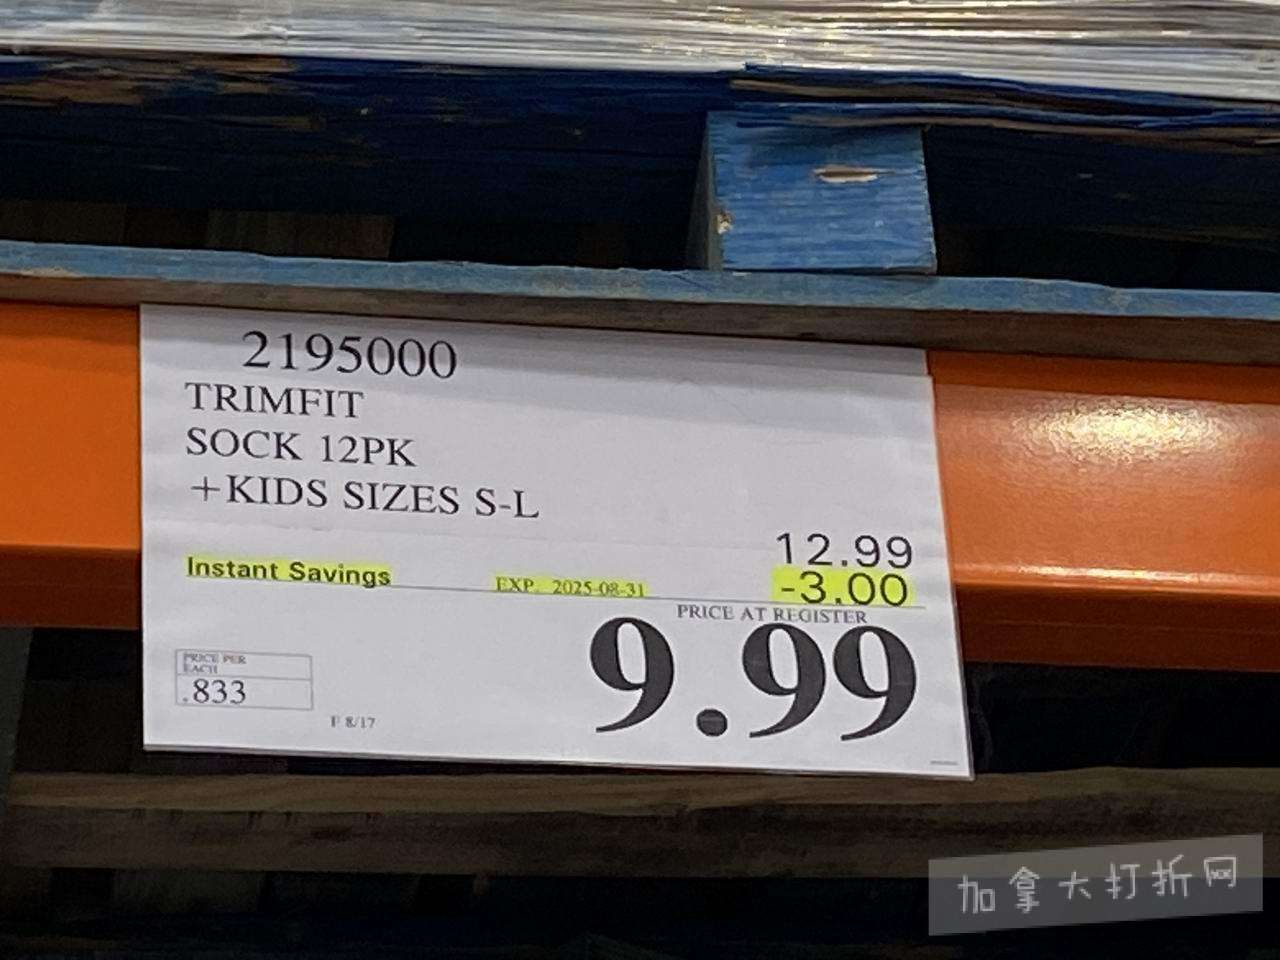 2195000
TRIMFIT
SOCK 12PK
+KIDS SIZES S-L
12.99
Instant Savings EXP. 2025-08-31 -3.00
PRICE AT REGISTER
9.99
PRICE PER
EACH
.833
P 8/17
加拿大打折网